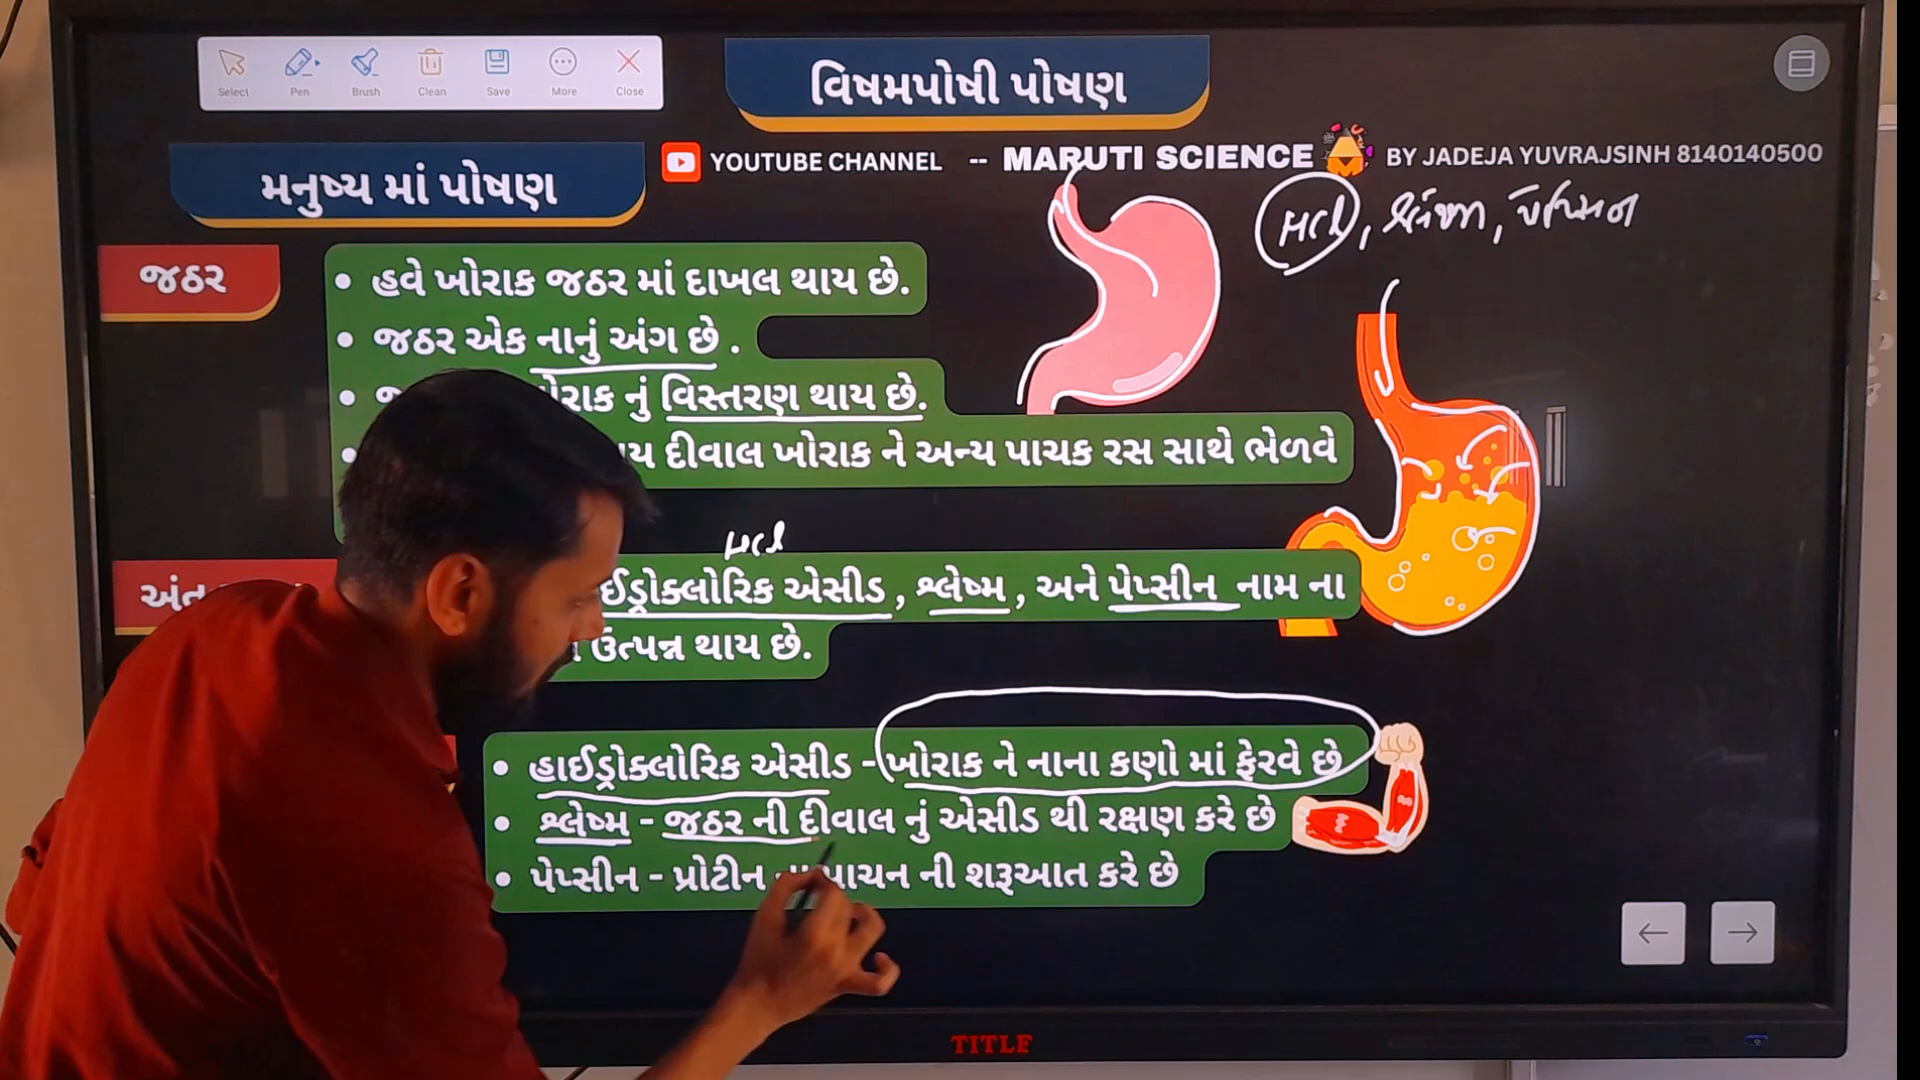 Select Pen Brush Clean Save More Close
વિષમપોષી પોષણ
YOUTUBE CHANNEL -- MARUTI SCIENCE BY JADEJA YUVRAJSINH 8140140500
મનુષ્ય માં પોષણ
HCl, શ્લેષ્મ, પેપ્સીન
જઠર
• હવે ખોરાક જઠર માં દાખલ થાય છે.
• જઠર એક નાનું અંગ છે .
• નું વિસ્તરણ થાય છે.
• દીવાલ ખોરાક ને અન્ય પાચક રસ સાથે ભેળવે
HCl
એસીડ , શ્લેષ્મ , અને પેપ્સીન નામ ના
ઉત્પન્ન થાય છે.
• હાઈડ્રોક્લોરિક એસીડ - ખોરાક ને નાના કણો માં ફેરવે છે
• શ્લેષ્મ - જઠર ની દીવાલ નું એસીડ થી રક્ષણ કરે છે
• પેપ્સીન - પ્રોટીન પાચન ની શરૂઆત કરે છે
TITLE